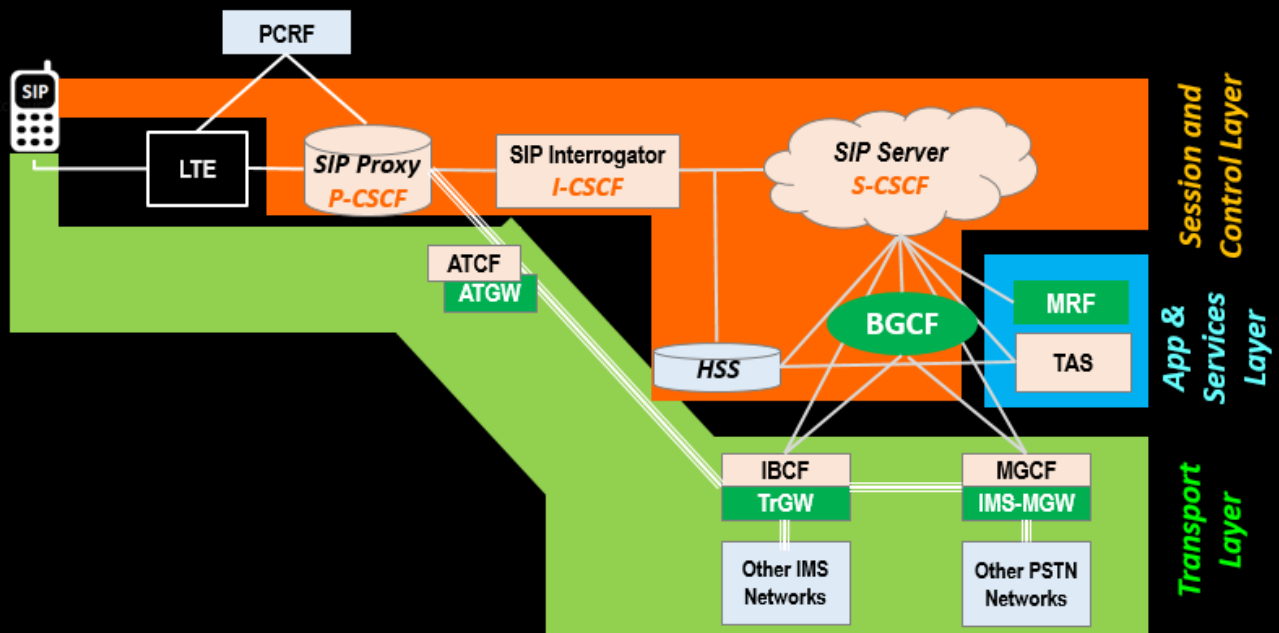 PCRF
SIP
LTE
SIP Proxy
P-CSCF
SIP Interrogator
I-CSCF
SIP Server
S-CSCF
Session and
Control Layer
ATCF
ATGW
BGCF
HSS
MRF
TAS
App &
Services
Layer
IBCF
TrGW
MGCF
IMS-MGW
Other IMS
Networks
Other PSTN
Networks
Transport
Layer